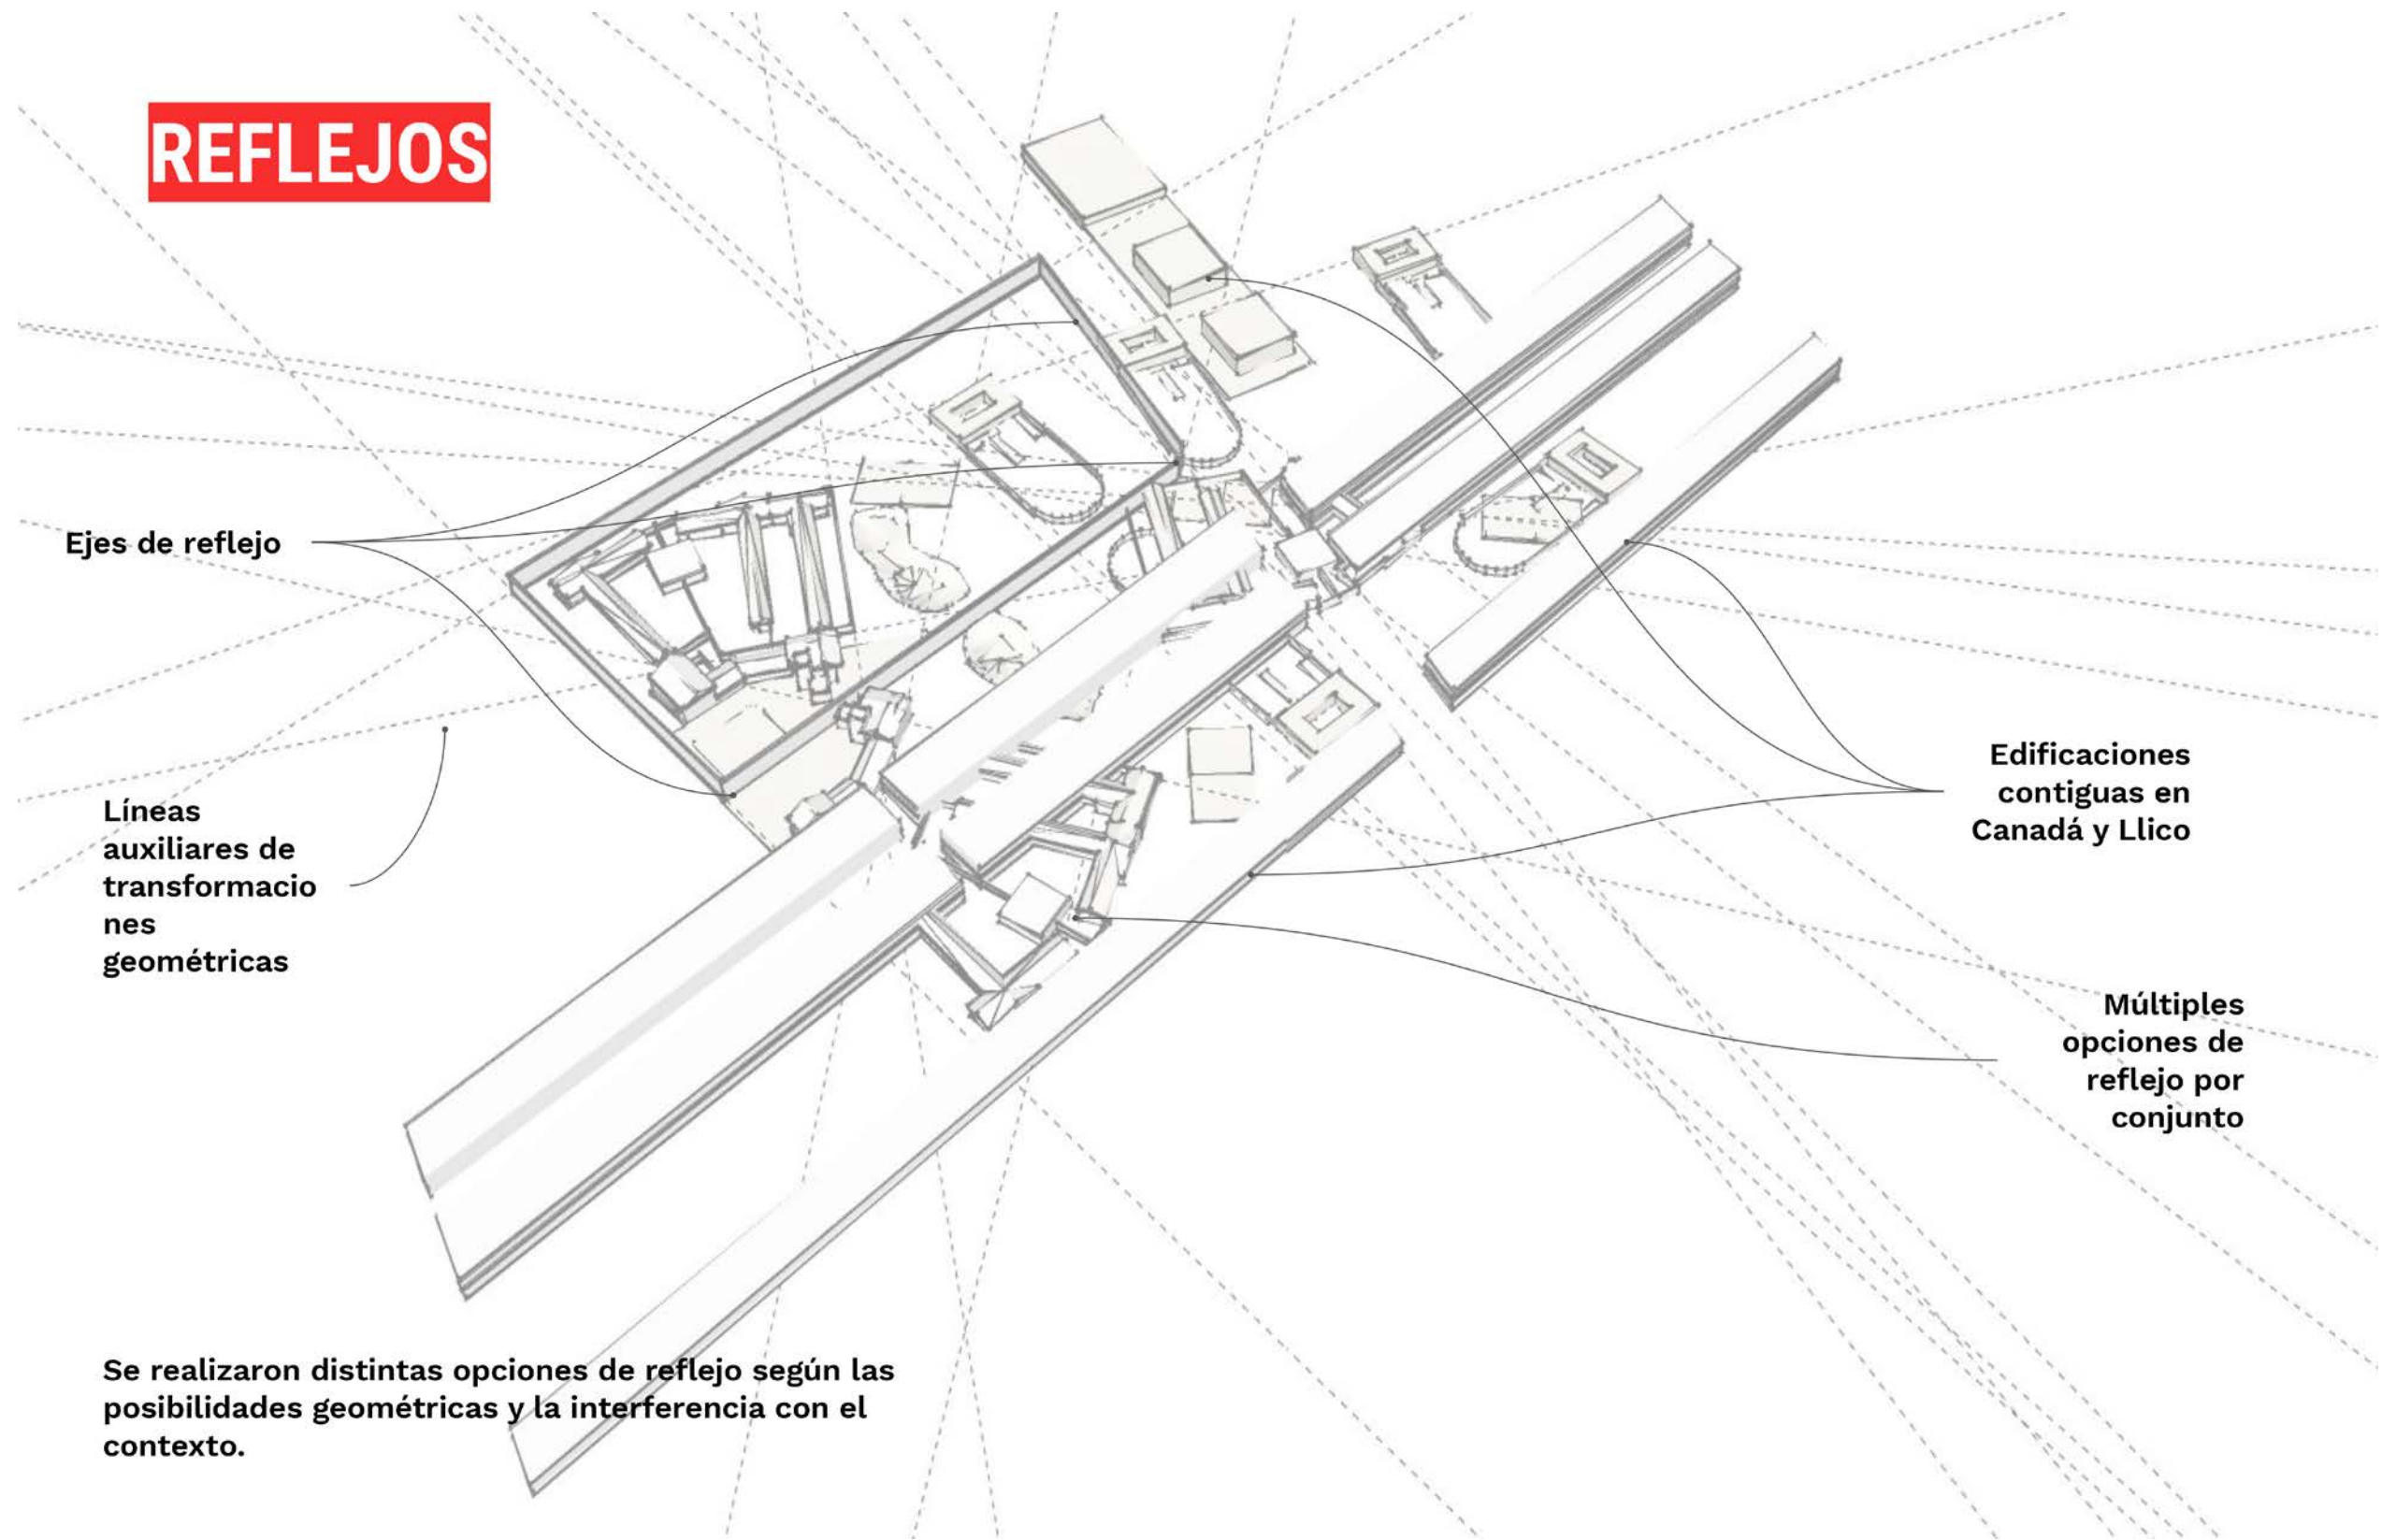 REFLEJOS
Ejes de reflejo
Líneas
auxiliares de
transformacio
nes
geométricas
Edificaciones
contiguas en
Canadá y Llico
Múltiples
opciones de
reflejo por
conjunto
Se realizaron distintas opciones de reflejo según las
posibilidades geométricas y la interferencia con el
contexto.